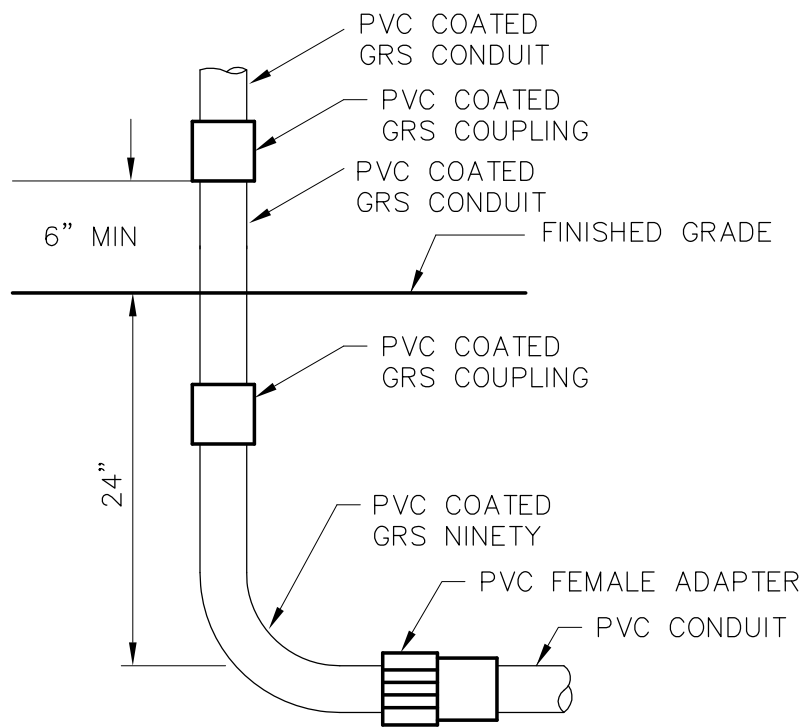 PVC COATED
GRS CONDUIT
PVC COATED
GRS COUPLING
PVC COATED
GRS CONDUIT
6” MIN
FINISHED GRADE
PVC COATED
GRS COUPLING
24”
PVC COATED
GRS NINETY
PVC FEMALE ADAPTER
PVC CONDUIT